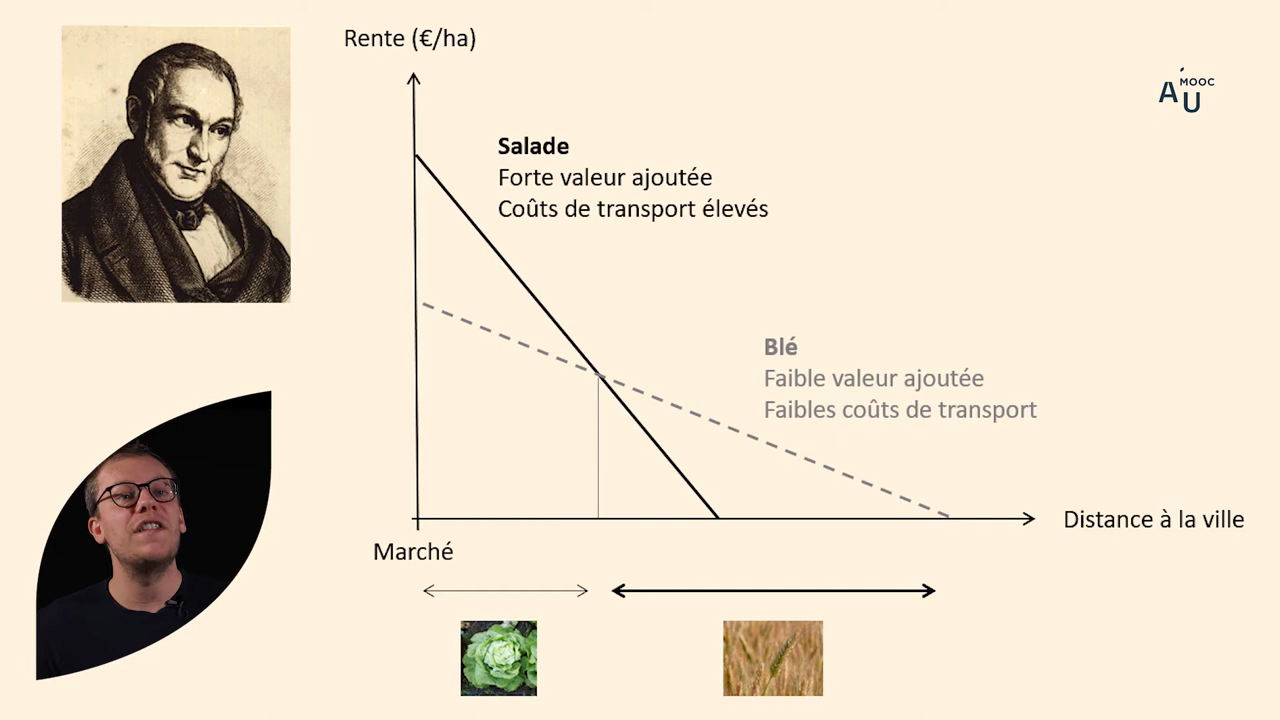 Rente (€/ha)
A'U MOOC
Salade
Forte valeur ajoutée
Coûts de transport élevés
Blé
Faible valeur ajoutée
Faibles coûts de transport
Distance à la ville
Marché